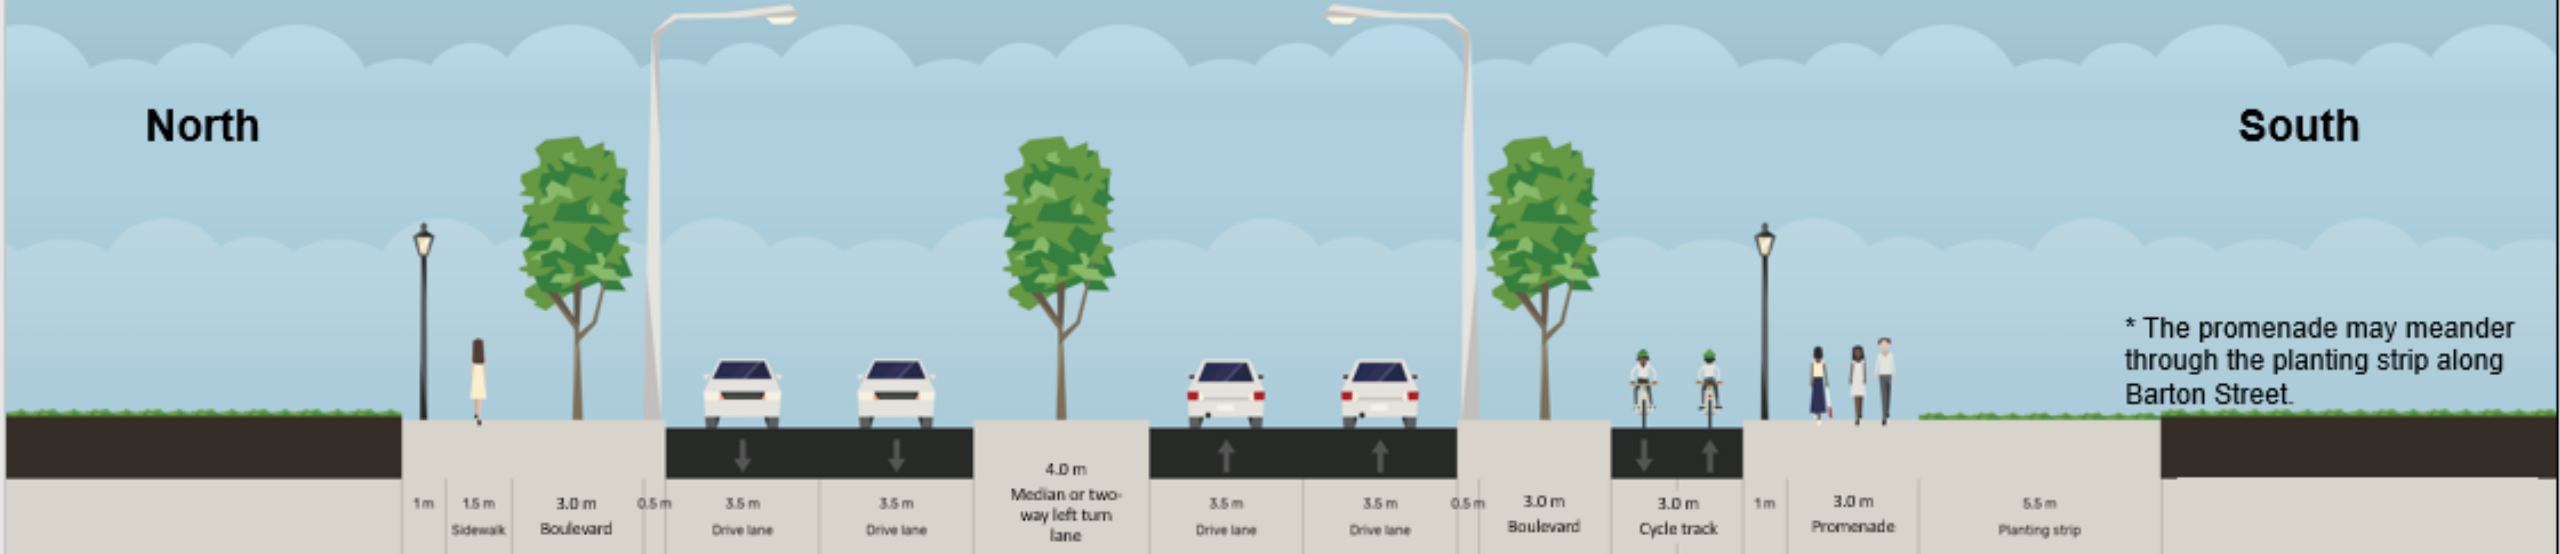 North
South
* The promenade may meander
through the planting strip along
Barton Street.
1 m
1.5 m
Sidewalk
3.0 m
Boulevard
0.5 m
3.5 m
Drive lane
3.5 m
Drive lane
4.0 m
Median or two-
way left turn
lane
3.5 m
Drive lane
3.5 m
Drive lane
0.5 m
3.0 m
Boulevard
3.0 m
Cycle track
1 m
3.0 m
Promenade
5.5 m
Planting strip